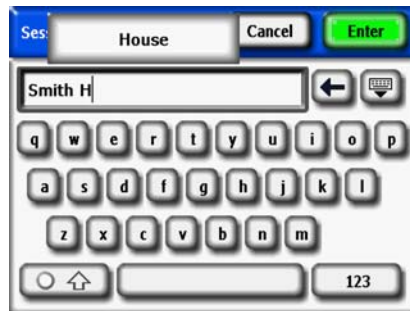 Ses House Cancel Enter
Smith H
q w e r t y u i o p
a s d f g h j k l
z x c v b n m
123